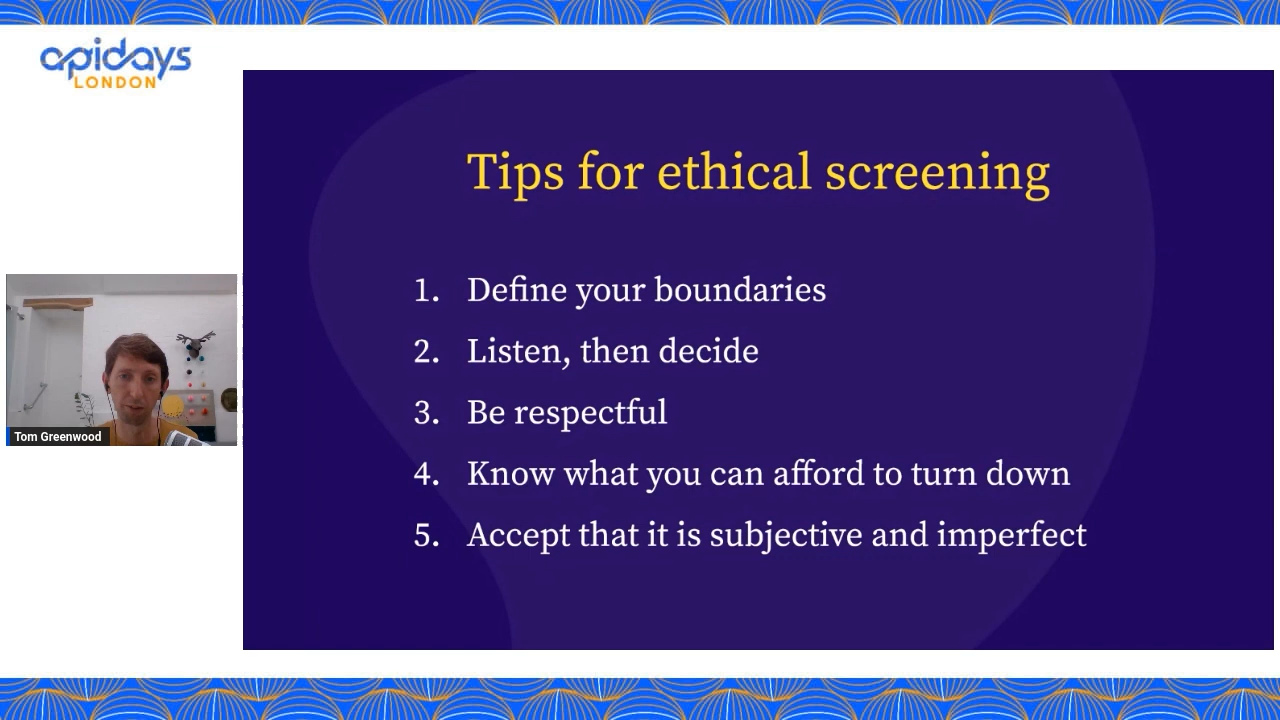 apidays
LONDON
Tips for ethical screening
1. Define your boundaries
2. Listen, then decide
3. Be respectful
4. Know what you can afford to turn down
5. Accept that it is subjective and imperfect
Tom Greenwood